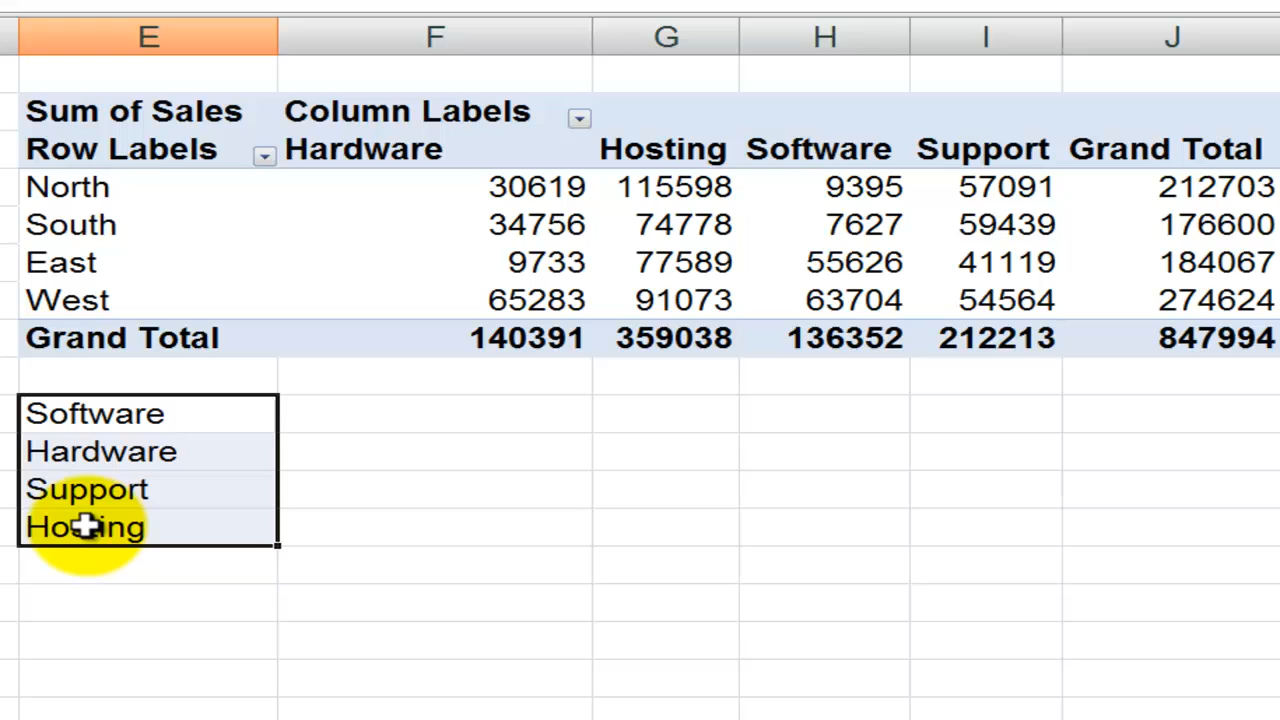 E F G H I J
Sum of Sales Column Labels
Row Labels Hardware Hosting Software Support Grand Total
North 30619 115598 9395 57091 212703
South 34756 74778 7627 59439 176600
East 9733 77589 55626 41119 184067
West 65283 91073 63704 54564 274624
Grand Total 140391 359038 136352 212213 847994
Software
Hardware
Support
Hosting